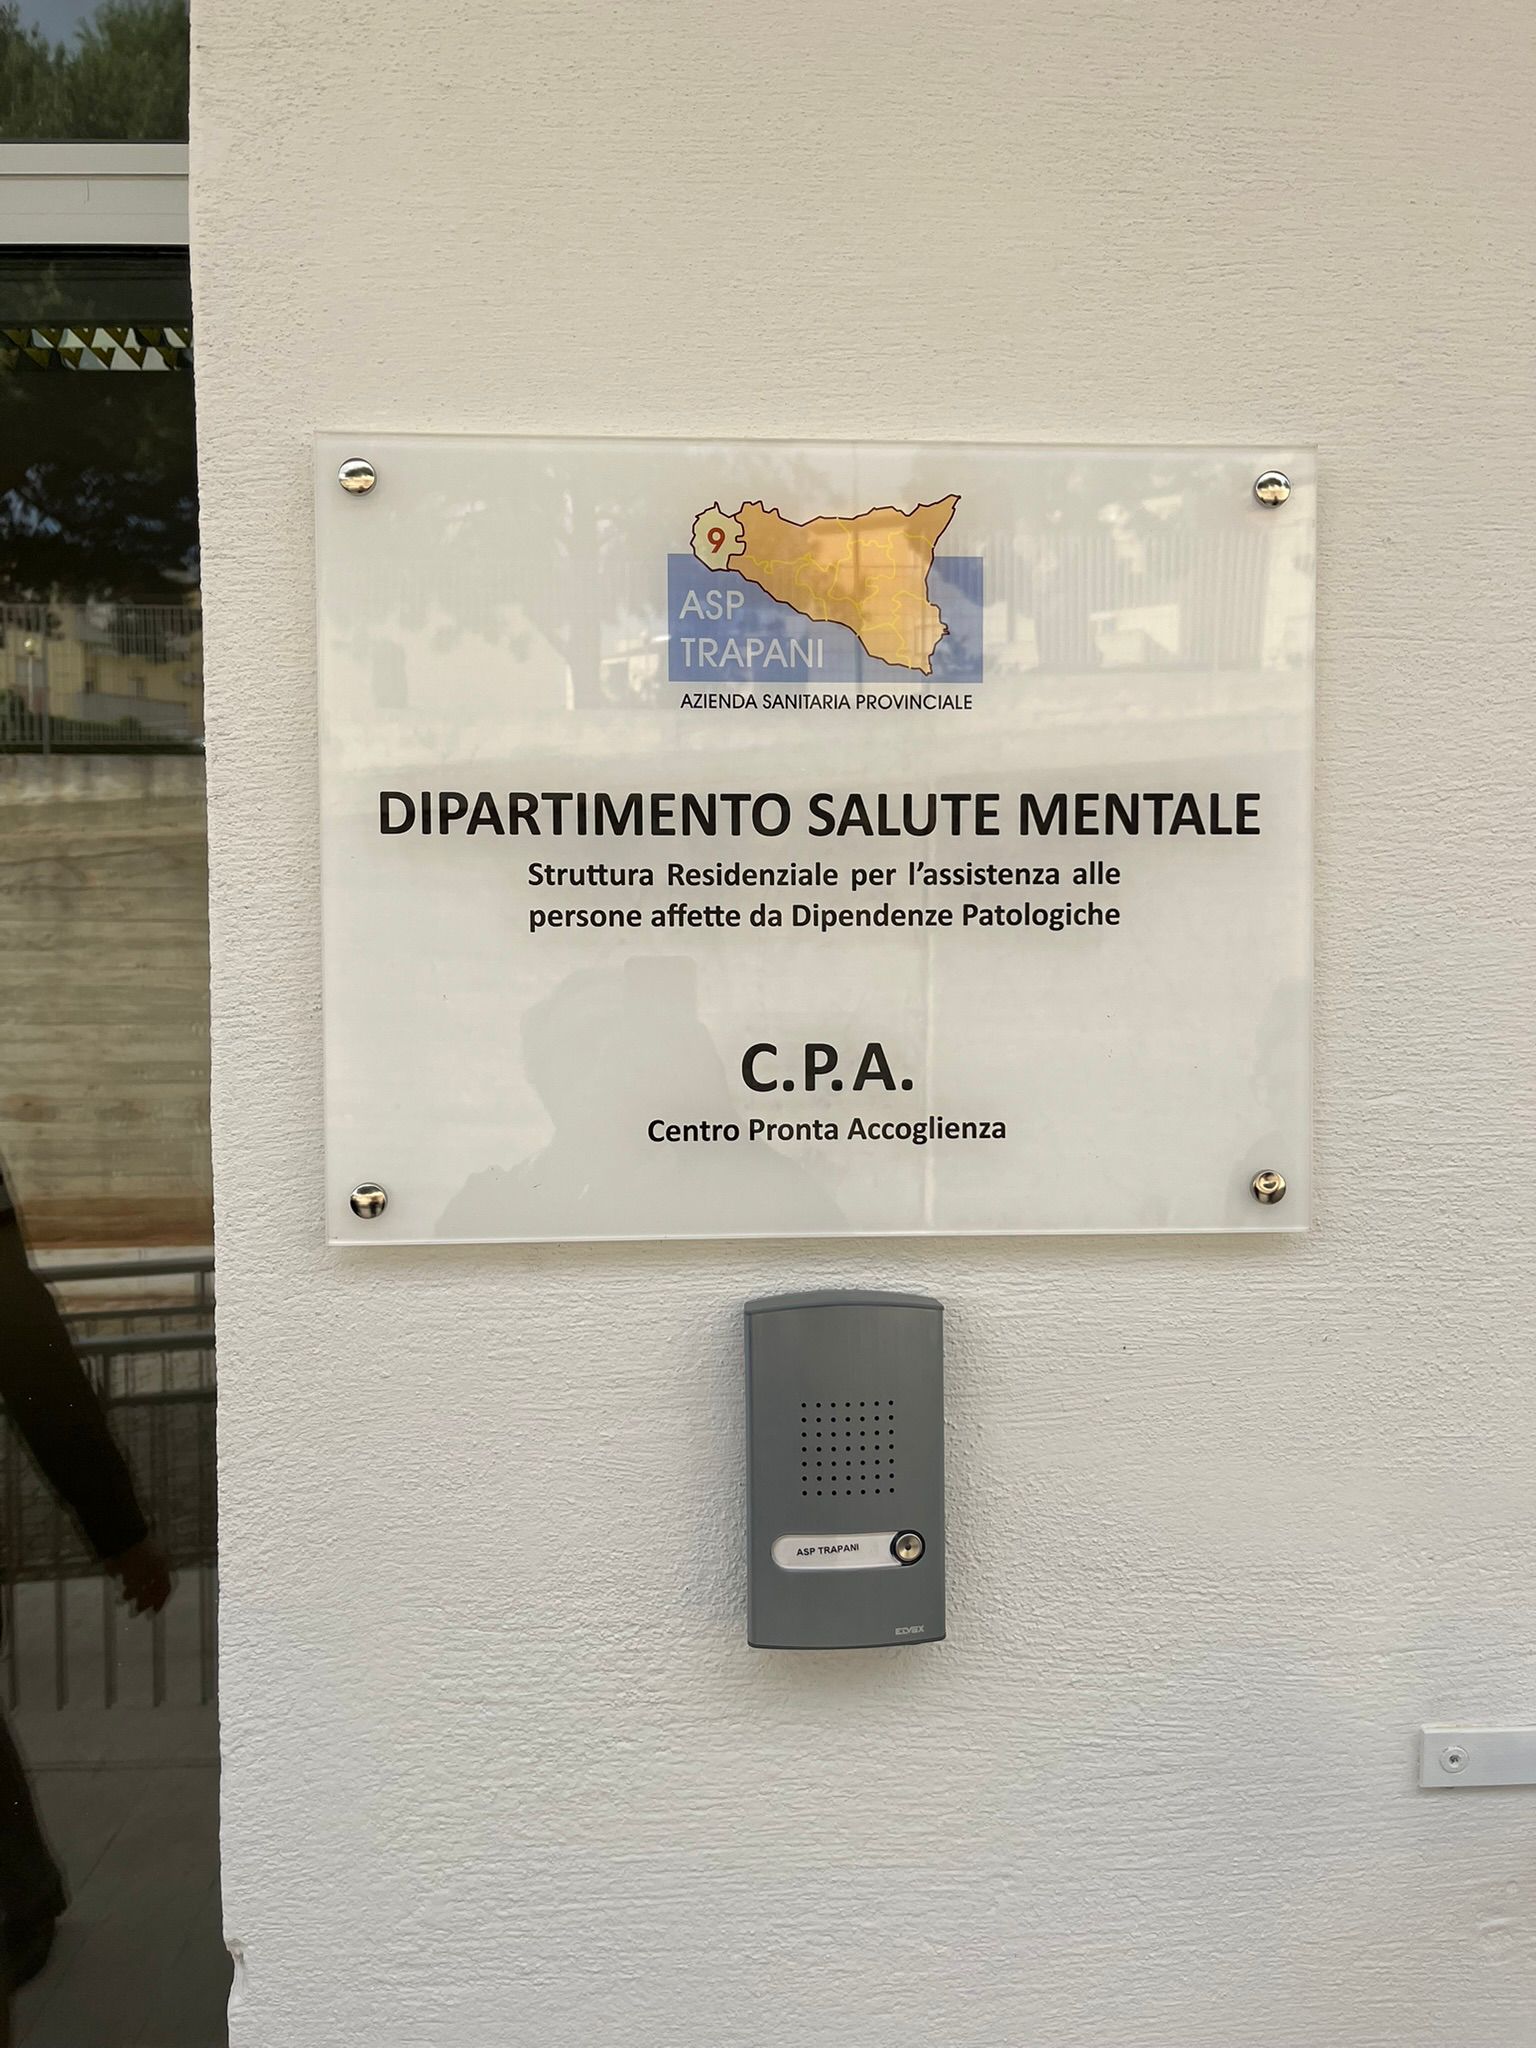 9
ASP
TRAPANI
AZIENDA SANITARIA PROVINCIALE
DIPARTIMENTO SALUTE MENTALE
Struttura Residenziale per l'assistenza alle
persone affette da Dipendenze Patologiche
C.P.A.
Centro Pronta Accoglienza
ASP TRAPANI
ELVOX